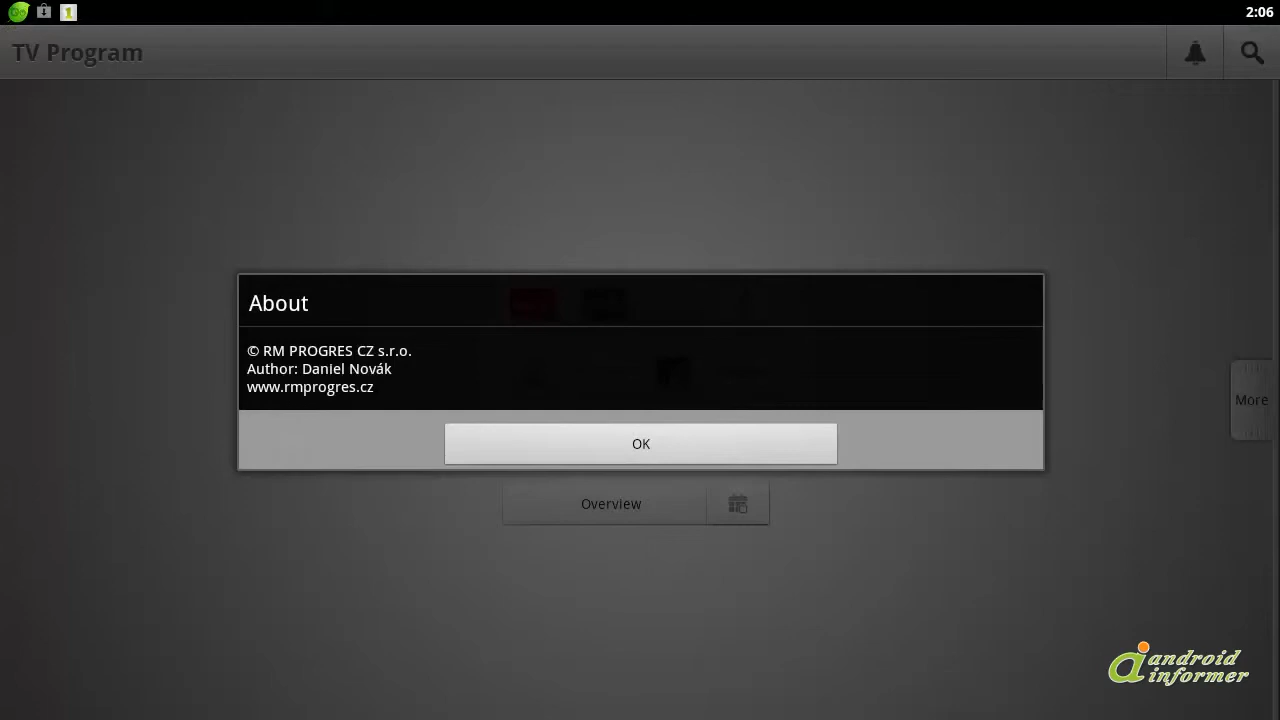 2:06
TV Program
About
© RM PROGRES CZ s.r.o.
Author: Daniel Novák
www.rmprogres.cz
OK
More
Overview
android
informer